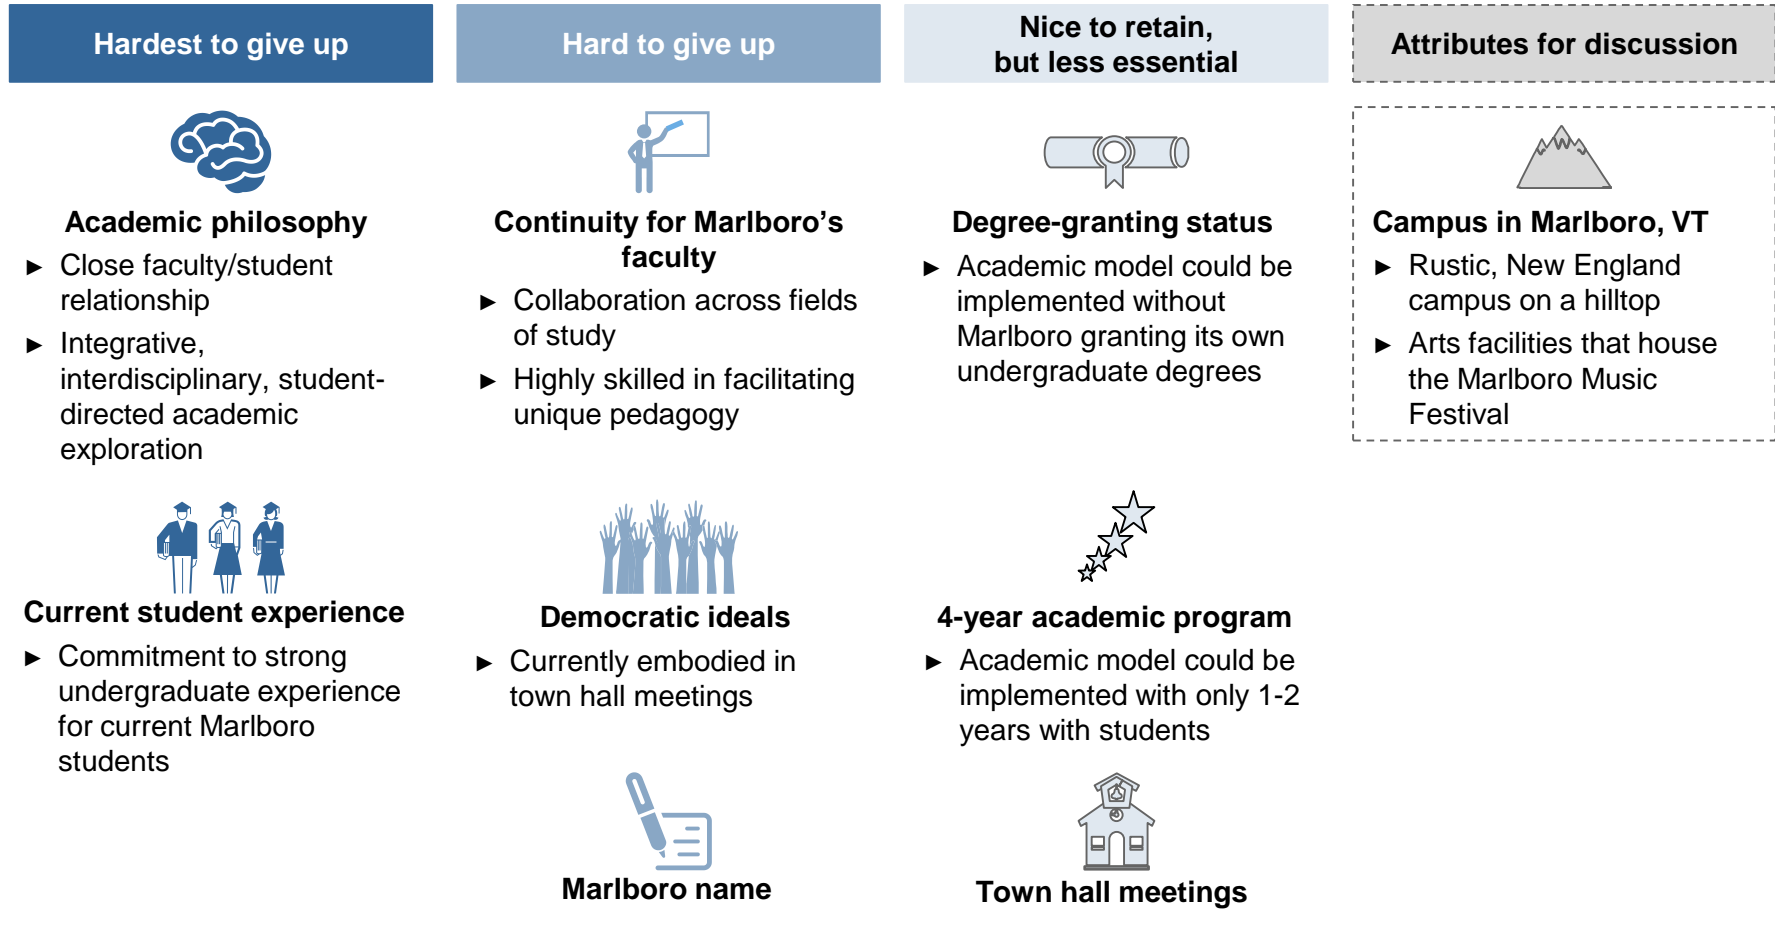 Hardest to give up
Academic philosophy
► Close faculty/student
relationship
► Integrative,
interdisciplinary, student-
directed academic
exploration
Current student experience
► Commitment to strong
undergraduate experience
for current Marlboro
students
Hard to give up
Continuity for Marlboro’s
faculty
► Collaboration across fields
of study
► Highly skilled in facilitating
unique pedagogy
Democratic ideals
► Currently embodied in
town hall meetings
Marlboro name
Nice to retain,
but less essential
Degree-granting status
► Academic model could be
implemented without
Marlboro granting its own
undergraduate degrees
4-year academic program
► Academic model could be
implemented with only 1-2
years with students
Town hall meetings
Attributes for discussion
Campus in Marlboro, VT
► Rustic, New England
campus on a hilltop
► Arts facilities that house
the Marlboro Music
Festival